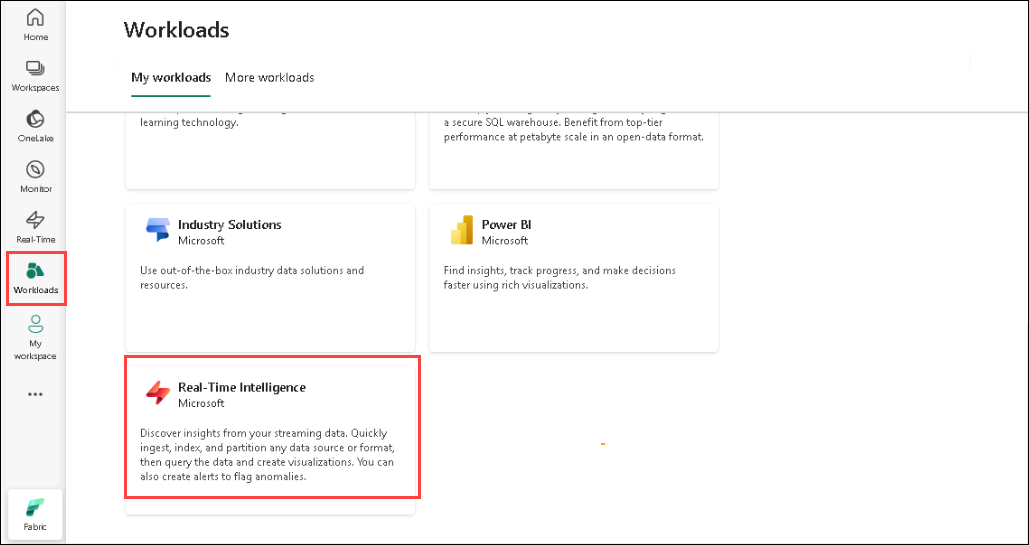 Home
Workspaces
OneLake
Monitor
Real-Time
Workloads
My
workspace
Fabric
Workloads
My workloads More workloads
learning technology.
a secure SQL warehouse. Benefit from top-tier
performance at petabyte scale in an open-data format.
Industry Solutions
Microsoft
Use out-of-the-box industry data solutions and
resources.
Power BI
Microsoft
Find insights, track progress, and make decisions
faster using rich visualizations.
Real-Time Intelligence
Microsoft
Discover insights from your streaming data. Quickly
ingest, index, and partition any data source or format,
then query the data and create visualizations. You can
also create alerts to flag anomalies.